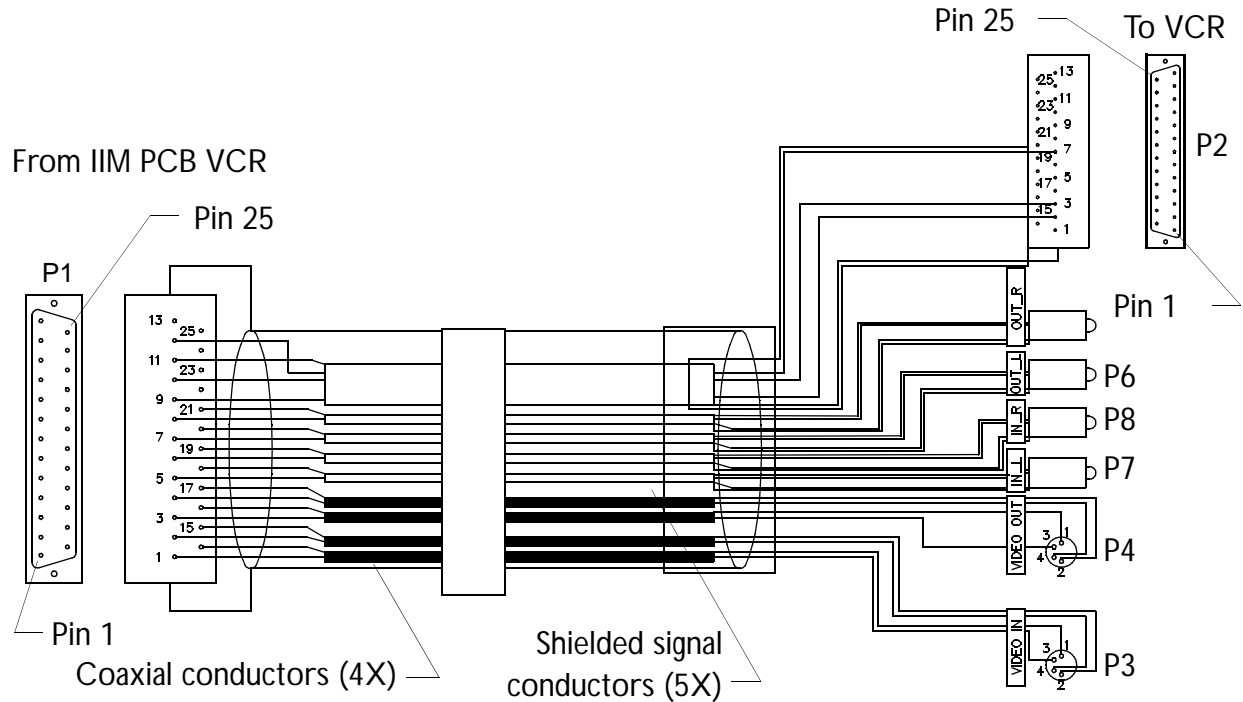 Pin 25
To VCR
13
25
11
23
9
21
7
19
5
17
3
15
1
P2
From IIM PCB VCR
Pin 25
P1
13
25
11
23
9
21
7
19
5
17
3
15
1
Pin 1
OUT_R
Pin 1
OUT_L
P6
IN_R
P8
IN_L
P7
VIDEO OUT
3
1
4
2
P4
VIDEO IN
3
1
4
2
P3
Coaxial conductors (4X)
Shielded signal
conductors (5X)